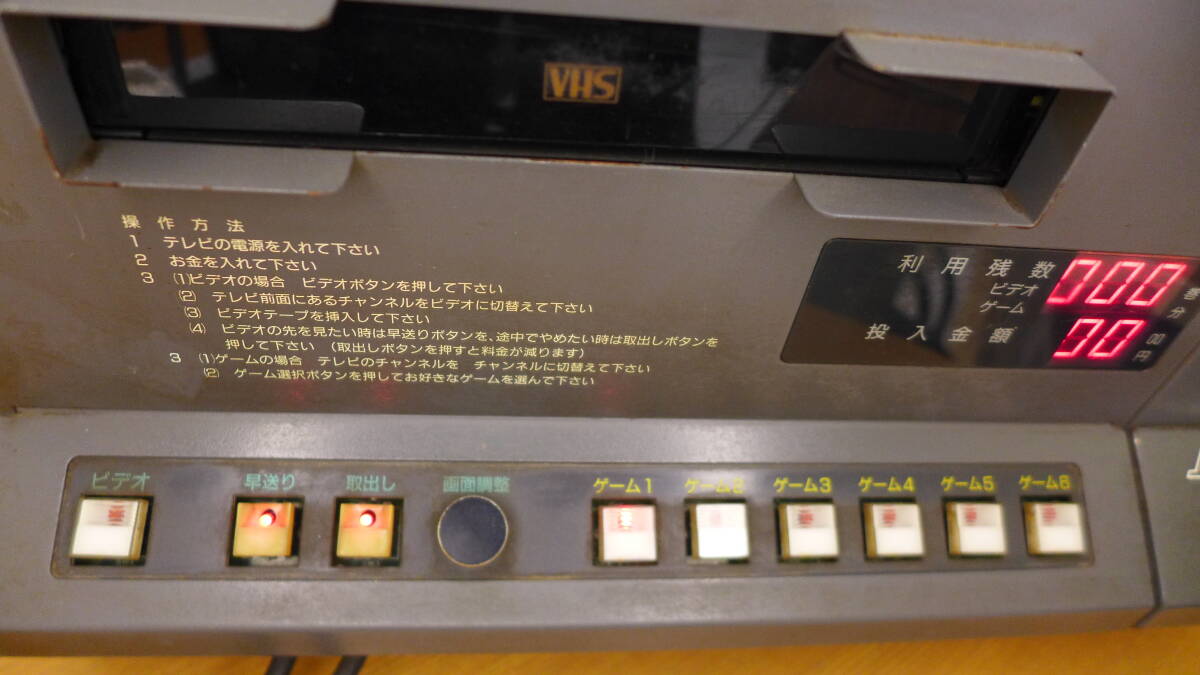 VHS
操作方法
1 テレビの電源を入れて下さい
2 お金を入れて下さい
3 (1)ビデオの場合 ビデオボタンを押して下さい
(2) テレビ前面にあるチャンネルをビデオに切替えて下さい
(3) ビデオテープを挿入して下さい
(4) ビデオの先を見たい時は早送りボタンを、途中でやめたい時は取出しボタンを
押して下さい (取出しボタンを押すと料金が減ります)
3 (1)ゲームの場合 テレビのチャンネルを チャンネルに切替えて下さい
(2) ゲーム選択ボタンを押してお好きなゲームを選んで下さい
利用残数
ビデオ
ゲーム 分
投入金額 00円
ビデオ 早送り 取出し 画面調整 ゲーム1 ゲーム2 ゲーム3 ゲーム4 ゲーム5 ゲーム6